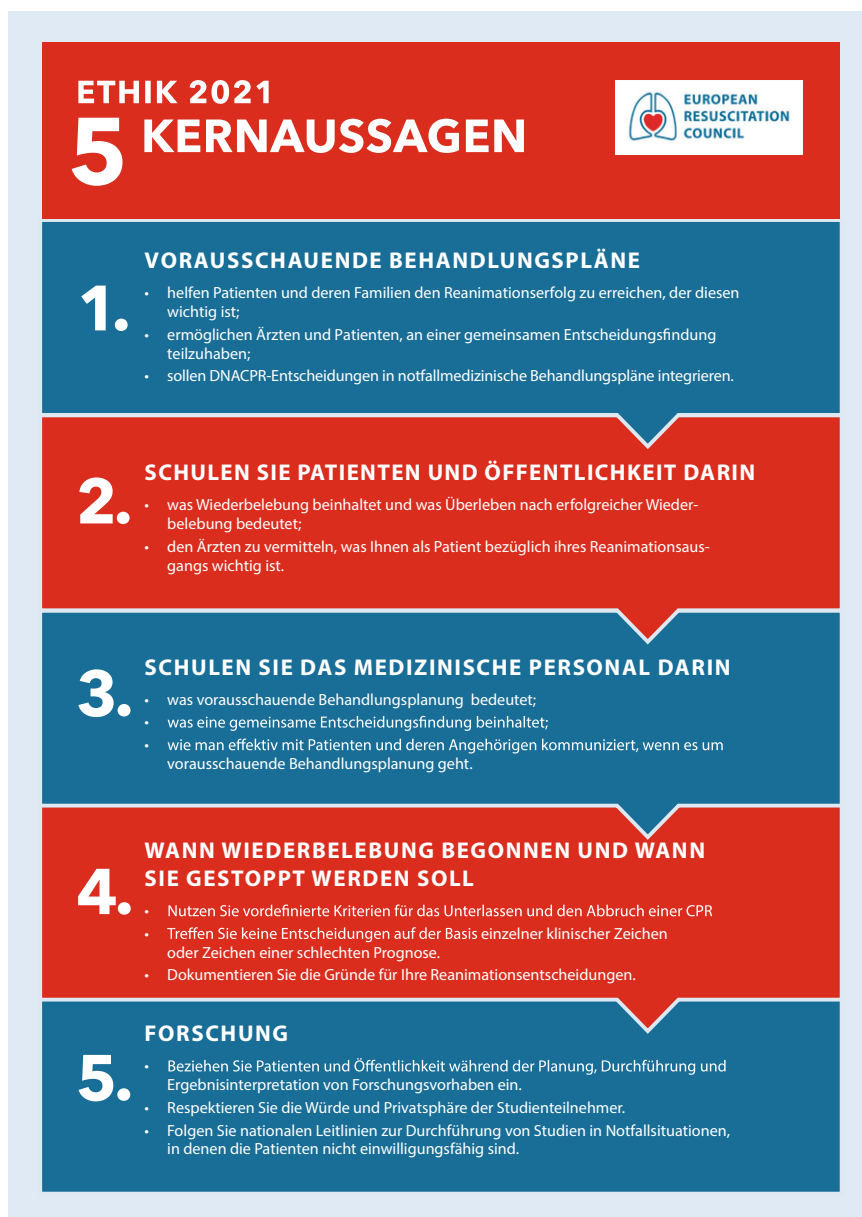 ETHIK 2021
5 KERNAUSSAGEN
EUROPEAN
RESUSCITATION
COUNCIL
1.
VORAUSSCHAUENDE BEHANDLUNGSPLÄNE
• helfen Patienten und deren Familien den Reanimationserfolg zu erreichen, der diesen
wichtig ist;
• ermöglichen Ärzten und Patienten, an einer gemeinsamen Entscheidungsfindung
teilzuhaben;
• sollen DNACPR-Entscheidungen in notfallmedizinische Behandlungspläne integrieren.
2.
SCHULEN SIE PATIENTEN UND ÖFFENTLICHKEIT DARIN
• was Wiederbelebung beinhaltet und was Überleben nach erfolgreicher Wieder-
belebung bedeutet;
• den Ärzten zu vermitteln, was Ihnen als Patient bezüglich ihres Reanimationsaus-
gangs wichtig ist.
3.
SCHULEN SIE DAS MEDIZINISCHE PERSONAL DARIN
• was vorausschauende Behandlungsplanung bedeutet;
• was eine gemeinsame Entscheidungsfindung beinhaltet;
• wie man effektiv mit Patienten und deren Angehörigen kommuniziert, wenn es um
vorausschauende Behandlungsplanung geht.
4.
WANN WIEDERBELEBUNG BEGONNEN UND WANN
SIE GESTOPPT WERDEN SOLL
• Nutzen Sie vordefinierte Kriterien für das Unterlassen und den Abbruch einer CPR
• Treffen Sie keine Entscheidungen auf der Basis einzelner klinischer Zeichen
oder Zeichen einer schlechten Prognose.
• Dokumentieren Sie die Gründe für Ihre Reanimationsentscheidungen.
5.
FORSCHUNG
• Beziehen Sie Patienten und Öffentlichkeit während der Planung, Durchführung und
Ergebnisinterpretation von Forschungsvorhaben ein.
• Respektieren Sie die Würde und Privatsphäre der Studienteilnehmer.
• Folgen Sie nationalen Leitlinien zur Durchführung von Studien in Notfallsituationen,
in denen die Patienten nicht einwilligungsfähig sind.